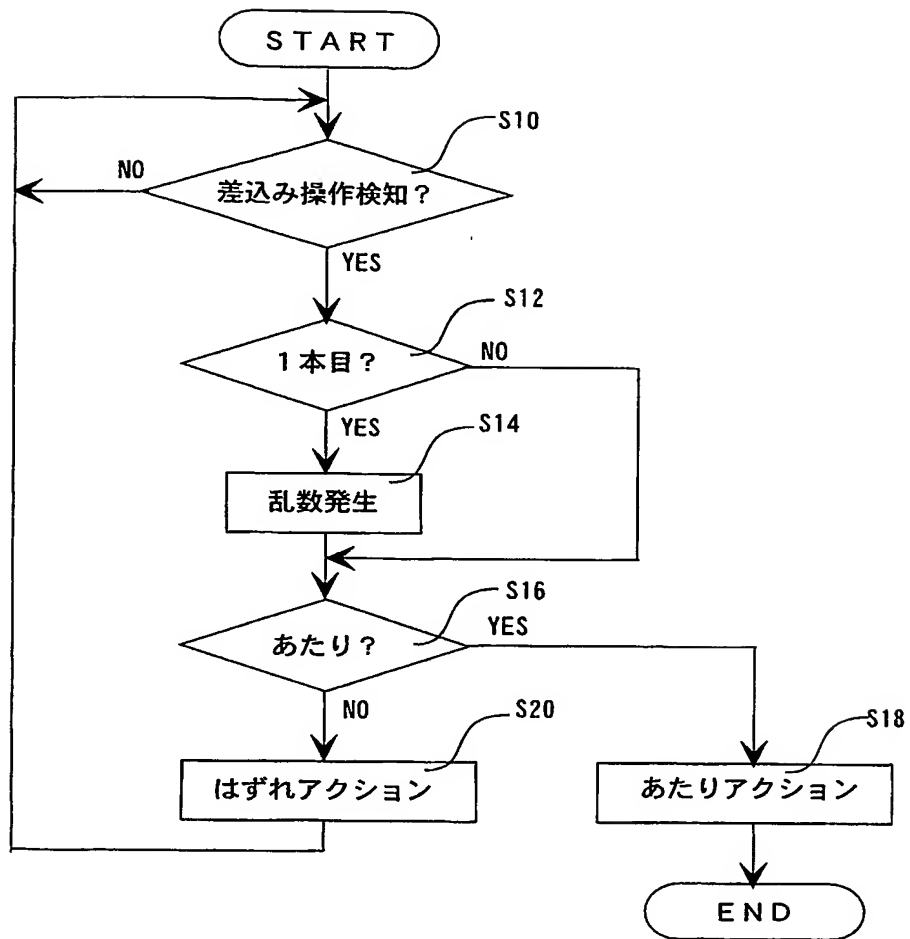 START
S10
NO
差込み操作検知？
YES
S12
1本目？
NO
YES
S14
乱数発生
S16
あたり？
YES
NO
S20
S18
はずれアクション
あたりアクション
END